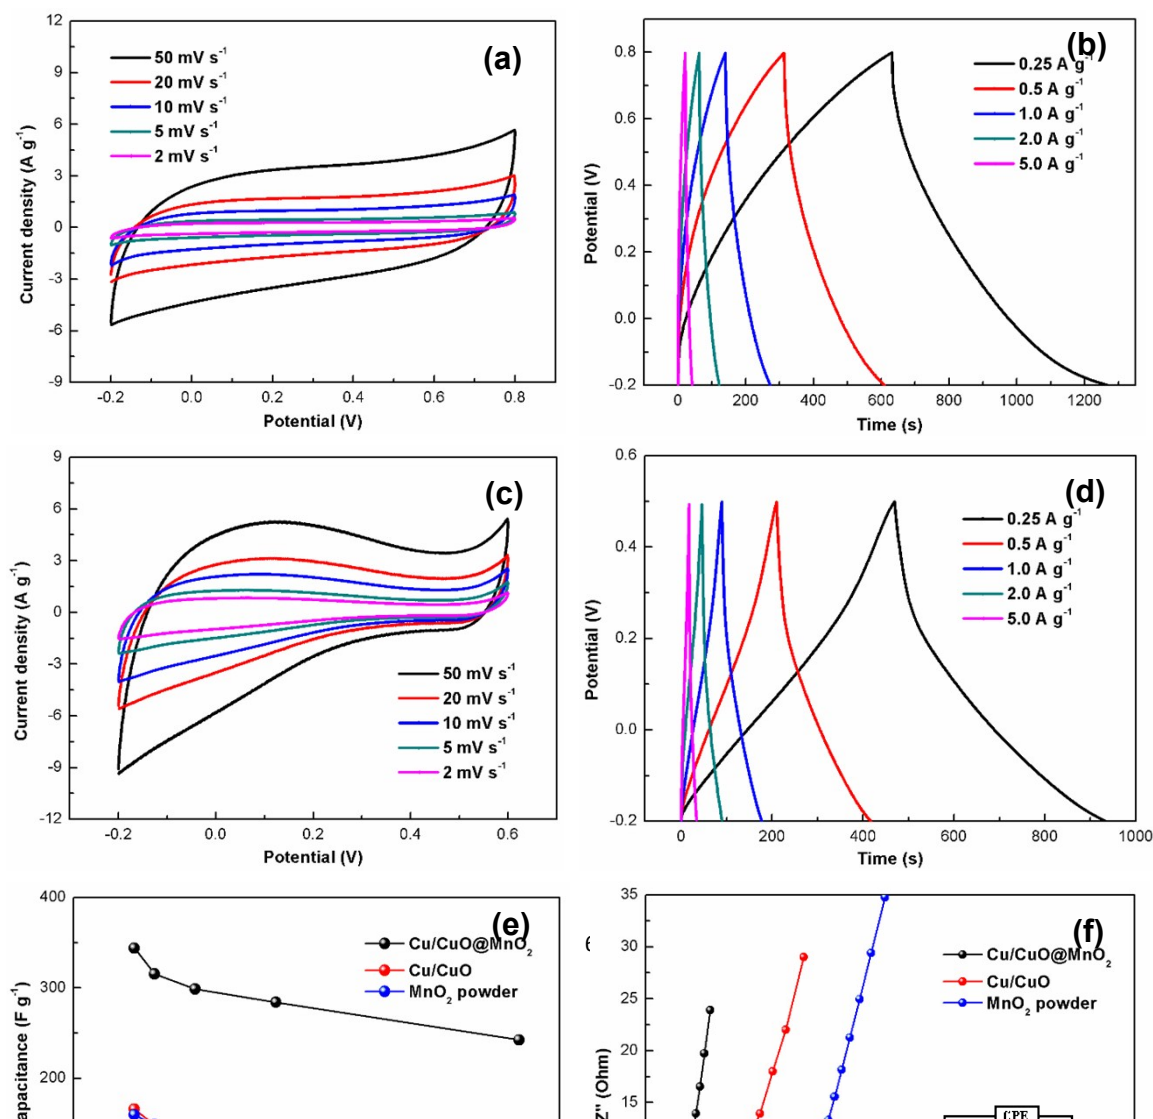 (a)
50 mV s⁻¹
20 mV s⁻¹
10 mV s⁻¹
5 mV s⁻¹
2 mV s⁻¹
12
9
6
3
0
-3
-6
-9
Current density (A g⁻¹)
-0.2 0.0 0.2 0.4 0.6 0.8
Potential (V)
(b)
0.25 A g⁻¹
0.5 A g⁻¹
1.0 A g⁻¹
2.0 A g⁻¹
5.0 A g⁻¹
0.8
0.6
0.4
0.2
0.0
-0.2
Potential (V)
0 200 400 600 800 1000 1200
Time (s)
(c)
9
6
3
0
-3
-6
-9
-12
Current density (A g⁻¹)
50 mV s⁻¹
20 mV s⁻¹
10 mV s⁻¹
5 mV s⁻¹
2 mV s⁻¹
-0.2 0.0 0.2 0.4 0.6
Potential (V)
(d)
0.25 A g⁻¹
0.5 A g⁻¹
1.0 A g⁻¹
2.0 A g⁻¹
5.0 A g⁻¹
0.6
0.4
0.2
0.0
-0.2
Potential (V)
0 200 400 600 800 1000
Time (s)
(e)
400
300
200
(F g⁻¹)
Cu/CuO@MnO₂
Cu/CuO
MnO₂ powder
(f)
35
30
25
20
15
Z'' (Ohm)
Cu/CuO@MnO₂
Cu/CuO
MnO₂ powder
CPE